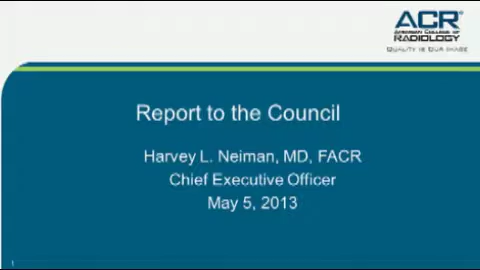 ACR
AMERICAN COLLEGE OF
RADIOLOGY
QUALITY IS OUR IMAGE
Report to the Council
Harvey L. Neiman, MD, FACR
Chief Executive Officer
May 5, 2013
1